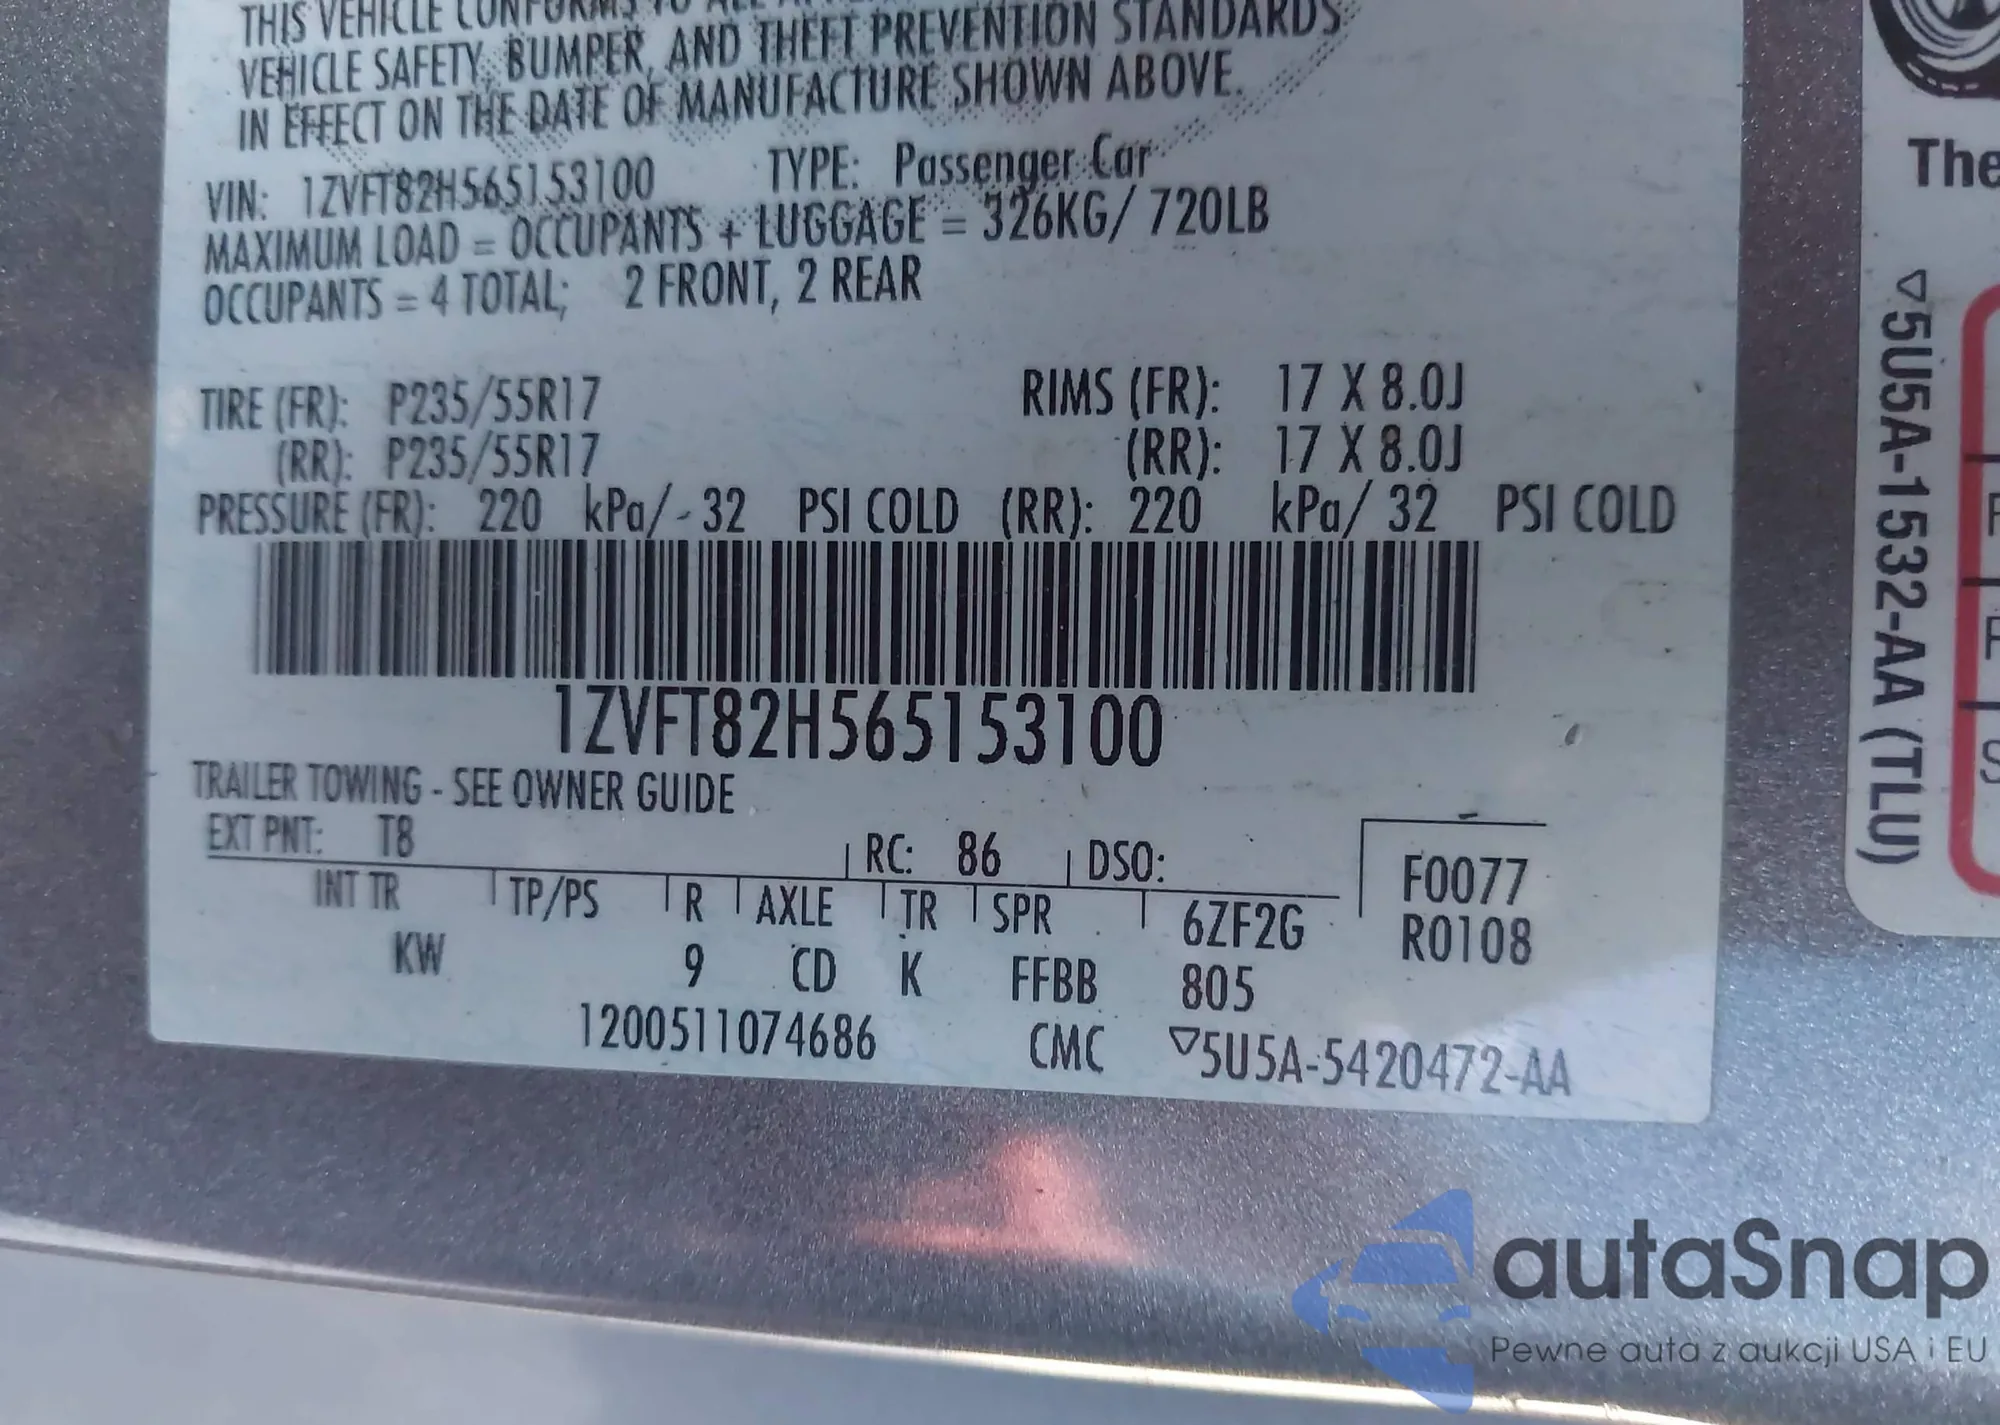 THIS VEHICLE CONFORMS TO ALL
VEHICLE SAFETY, BUMPER, AND THEFT PREVENTION STANDARDS
IN EFFECT ON THE DATE OF MANUFACTURE SHOWN ABOVE.
VIN: 1ZVFT82H565153100 TYPE: Passenger Car
MAXIMUM LOAD = OCCUPANTS + LUGGAGE = 326KG/ 720LB
OCCUPANTS = 4 TOTAL; 2 FRONT, 2 REAR
TIRE (FR): P235/55R17 RIMS (FR): 17 X 8.0J
(RR): P235/55R17 (RR): 17 X 8.0J
PRESSURE (FR): 220 kPa/ 32 PSI COLD (RR): 220 kPa/ 32 PSI COLD
1ZVFT82H565153100
TRAILER TOWING - SEE OWNER GUIDE
EXT PNT: T8 RC: 86 DSO: F0077
INT TR TP/PS R AXLE TR SPR 6ZF2G R0108
KW 9 CD K FFBB 805
1200511074686 CMC ▽5U5A-5420472-AA
The
▽5U5A-1532-AA (TLU)
F
F
S
autaSnap
Pewne auta z aukcji USA i EU